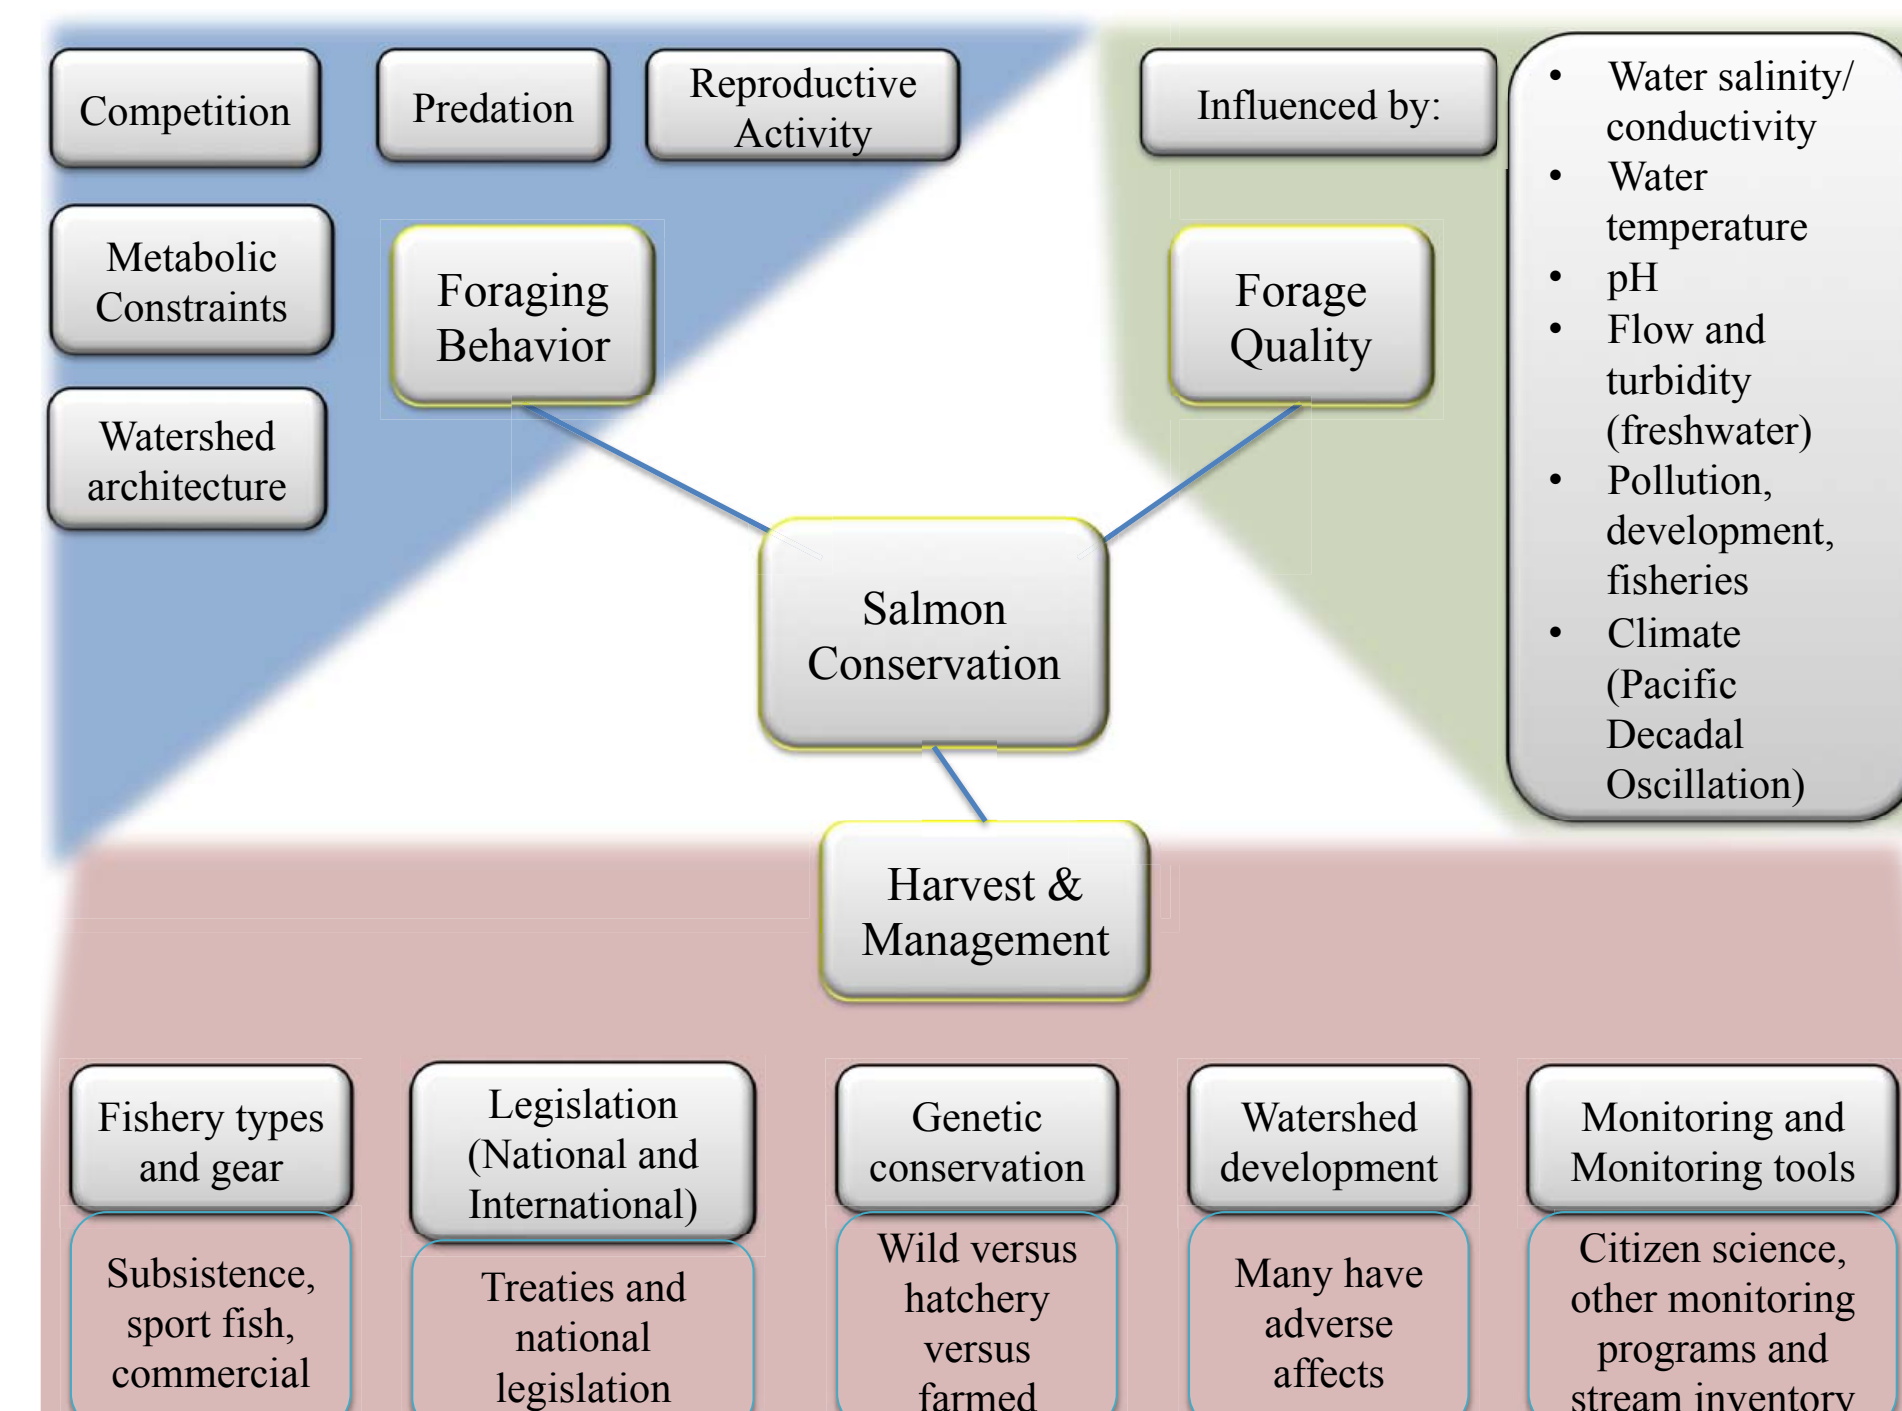 Competition
Predation
Reproductive
Activity
Influenced by:
• Water salinity/
conductivity
• Water
temperature
• pH
• Flow and
turbidity
(freshwater)
• Pollution,
development,
fisheries
• Climate
(Pacific
Decadal
Oscillation)
Metabolic
Constraints
Foraging
Behavior
Forage
Quality
Watershed
architecture
Salmon
Conservation
Harvest &
Management
Fishery types
and gear
Subsistence,
sport fish,
commercial
Legislation
(National and
International)
Treaties and
national
legislation
Genetic
conservation
Wild versus
hatchery
versus
farmed
Watershed
development
Many have
adverse
affects
Monitoring and
Monitoring tools
Citizen science,
other monitoring
programs and
stream inventory